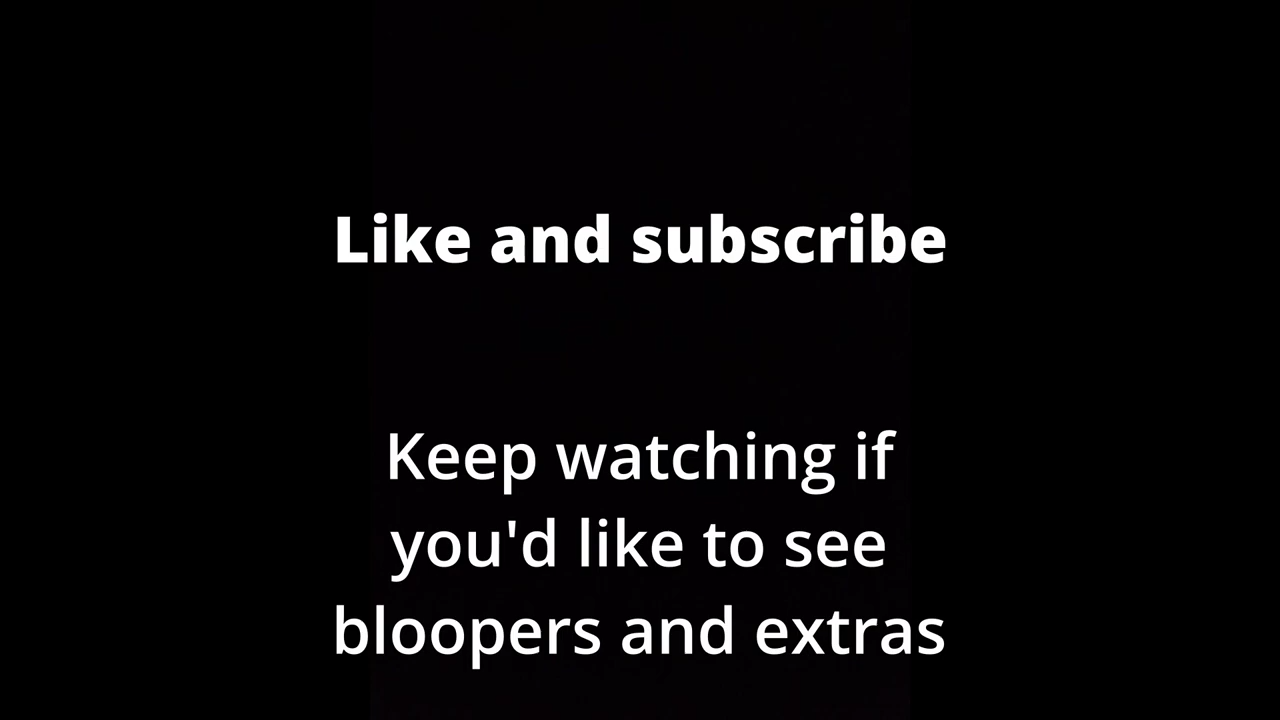 Like and subscribe
Keep watching if
you'd like to see
bloopers and extras